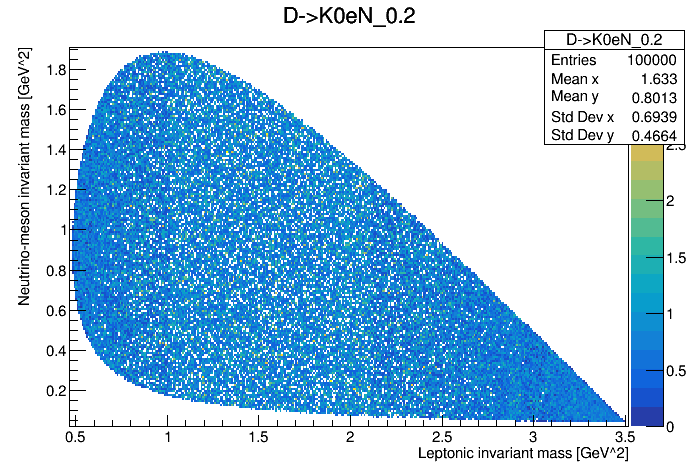 D->K0eN_0.2
D->K0eN_0.2
Entries 100000
Mean x 1.633
Mean y 0.8013
Std Dev x 0.6939
Std Dev y 0.4664
Neutrino-meson invariant mass [GeV^2]
1.8
1.6
1.4
1.2
1
0.8
0.6
0.4
0.2
0.5 1 1.5 2 2.5 3 3.5
Leptonic invariant mass [GeV^2]
2.5
2
1.5
1
0.5
0